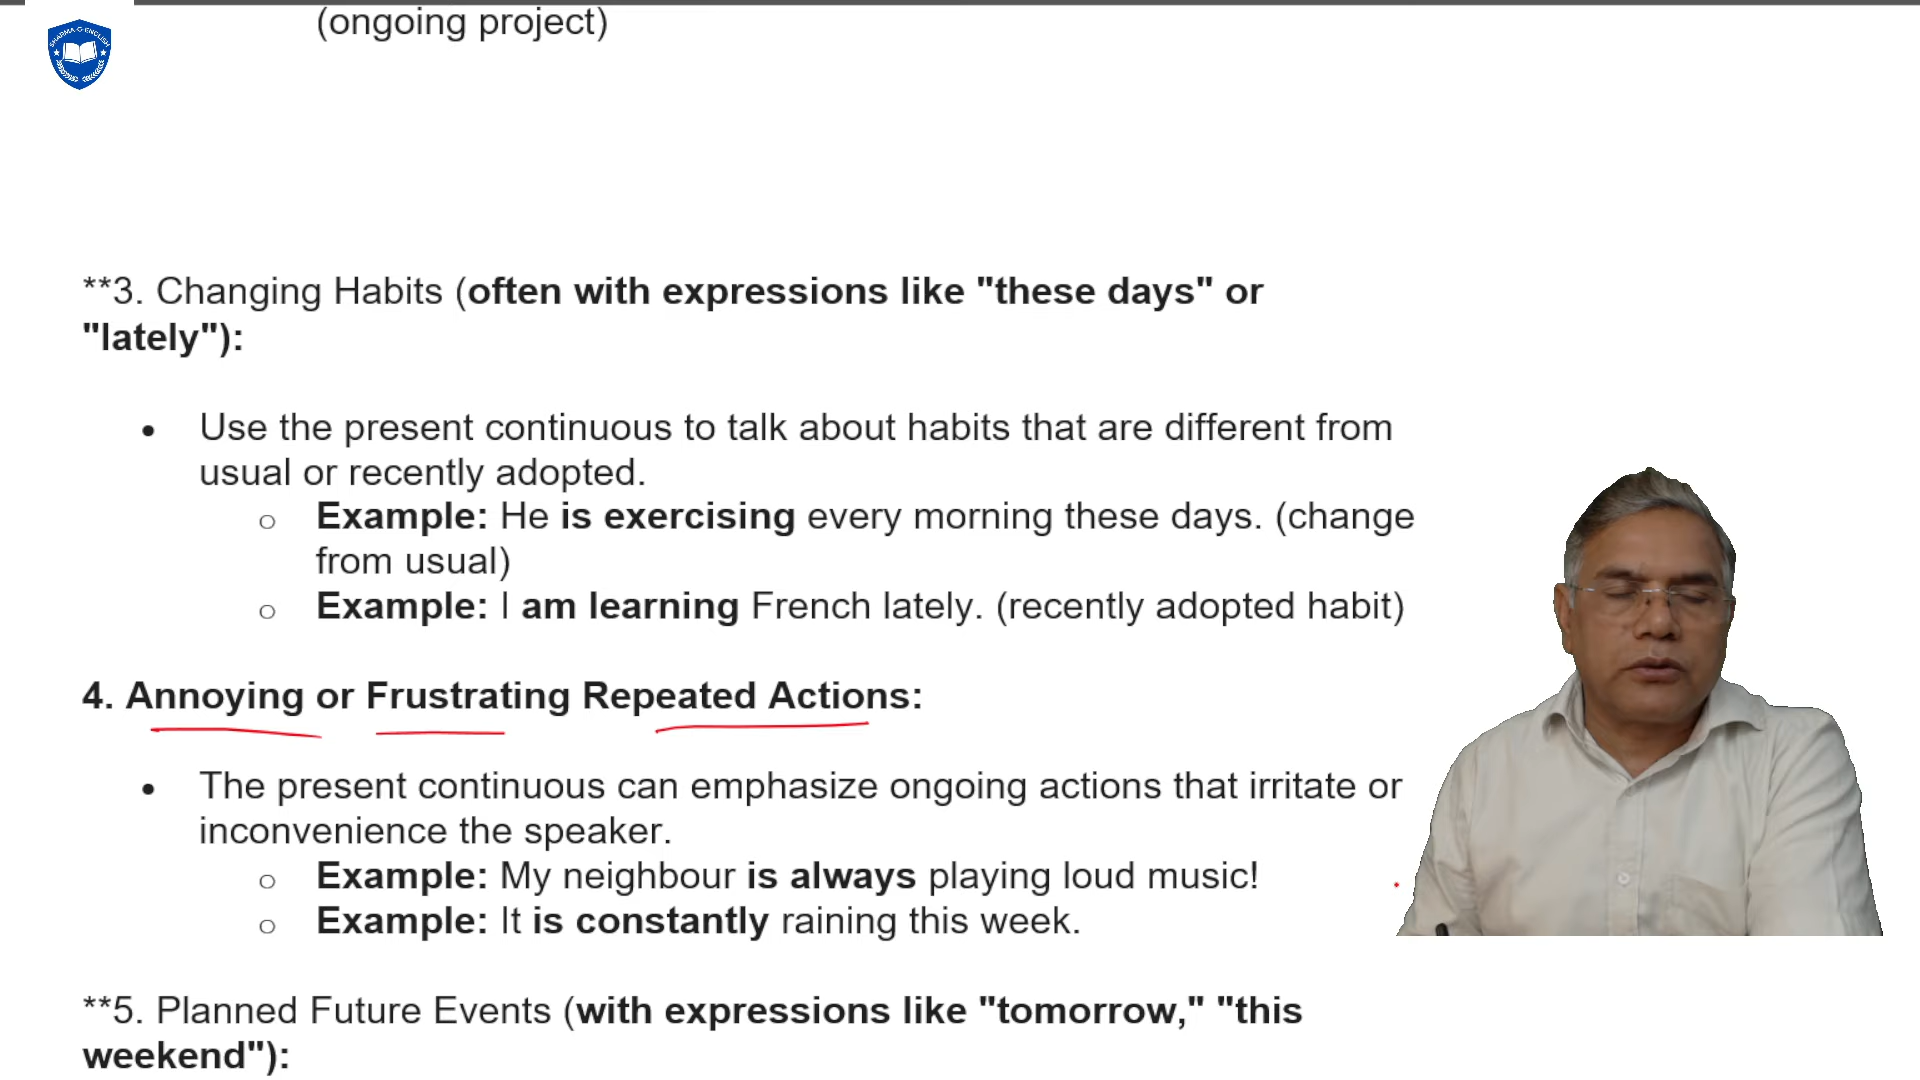 SHARMA-G-ENGLISH
(ongoing project)
**3. Changing Habits (often with expressions like "these days" or
"lately"):
• Use the present continuous to talk about habits that are different from
usual or recently adopted.
o Example: He is exercising every morning these days. (change
from usual)
o Example: I am learning French lately. (recently adopted habit)
4. Annoying or Frustrating Repeated Actions:
• The present continuous can emphasize ongoing actions that irritate or
inconvenience the speaker.
o Example: My neighbour is always playing loud music!
o Example: It is constantly raining this week.
**5. Planned Future Events (with expressions like "tomorrow," "this
weekend"):